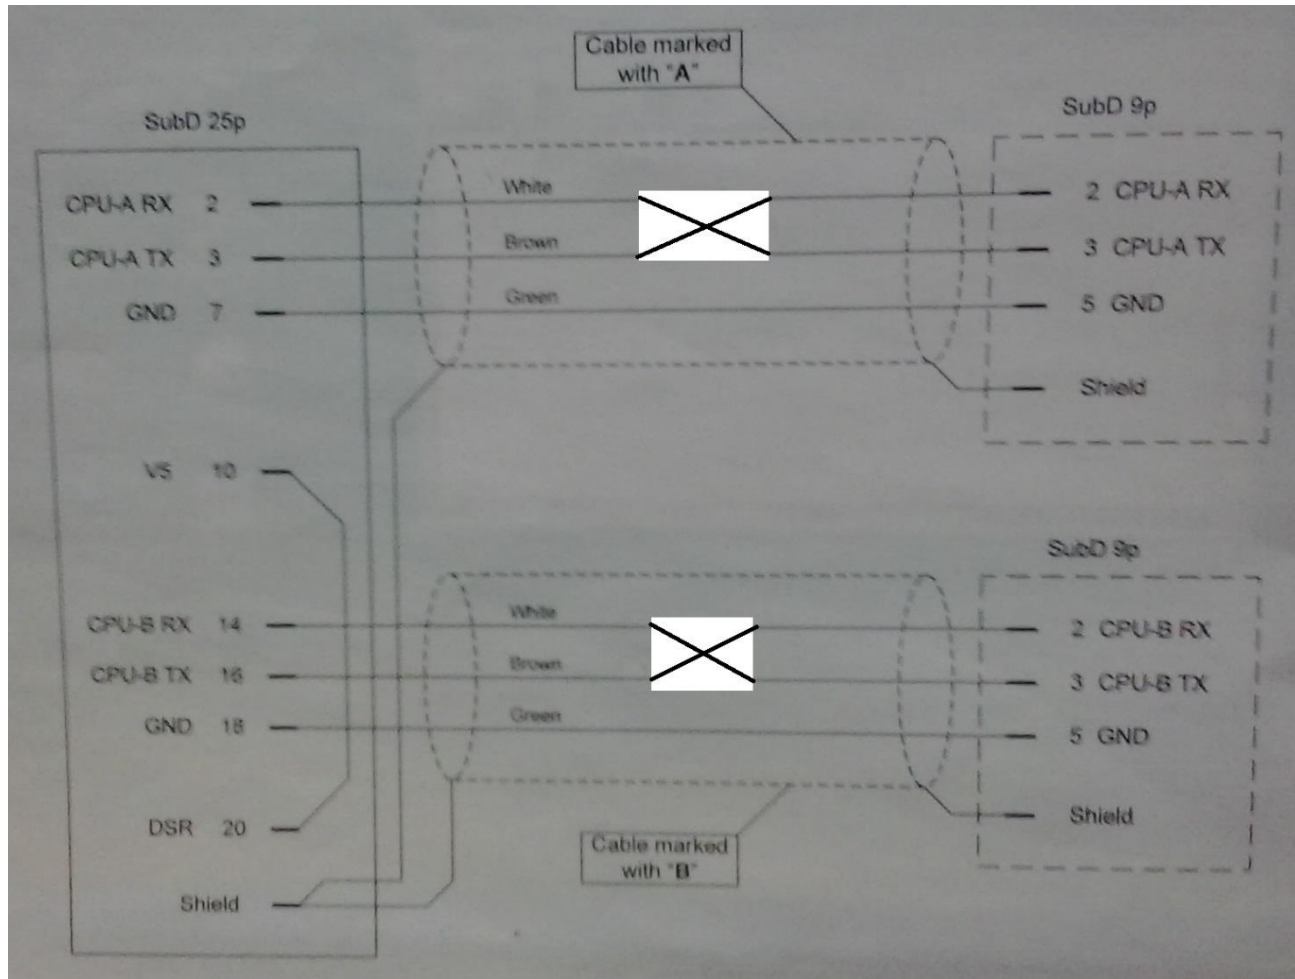 Cable marked
with "A"
SubD 25p
SubD 9p
CPU-A RX 2
White
2 CPU-A RX
CPU-A TX 3
Brown
3 CPU-A TX
GND 7
Green
5 GND
Shield
V5 10
SubD 9p
CPU-B RX 14
White
2 CPU-B RX
CPU-B TX 16
Brown
3 CPU-B TX
GND 18
Green
5 GND
DSR 20
Shield
Cable marked
with "B"
Shield